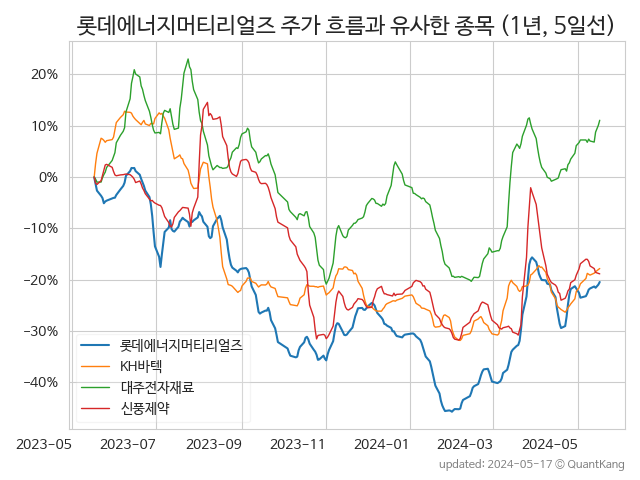 롯데에너지머티리얼즈 주가 흐름과 유사한 종목 (1년, 5일선)
20%
10%
0%
−10%
−20%
−30%
−40%
롯데에너지머티리얼즈
KH바텍
대주전자재료
신풍제약
2023−05
2023−07
2023−09
2023−11
2024−01
2024−03
2024−05
updated: 2024-05-17 © QuantKang